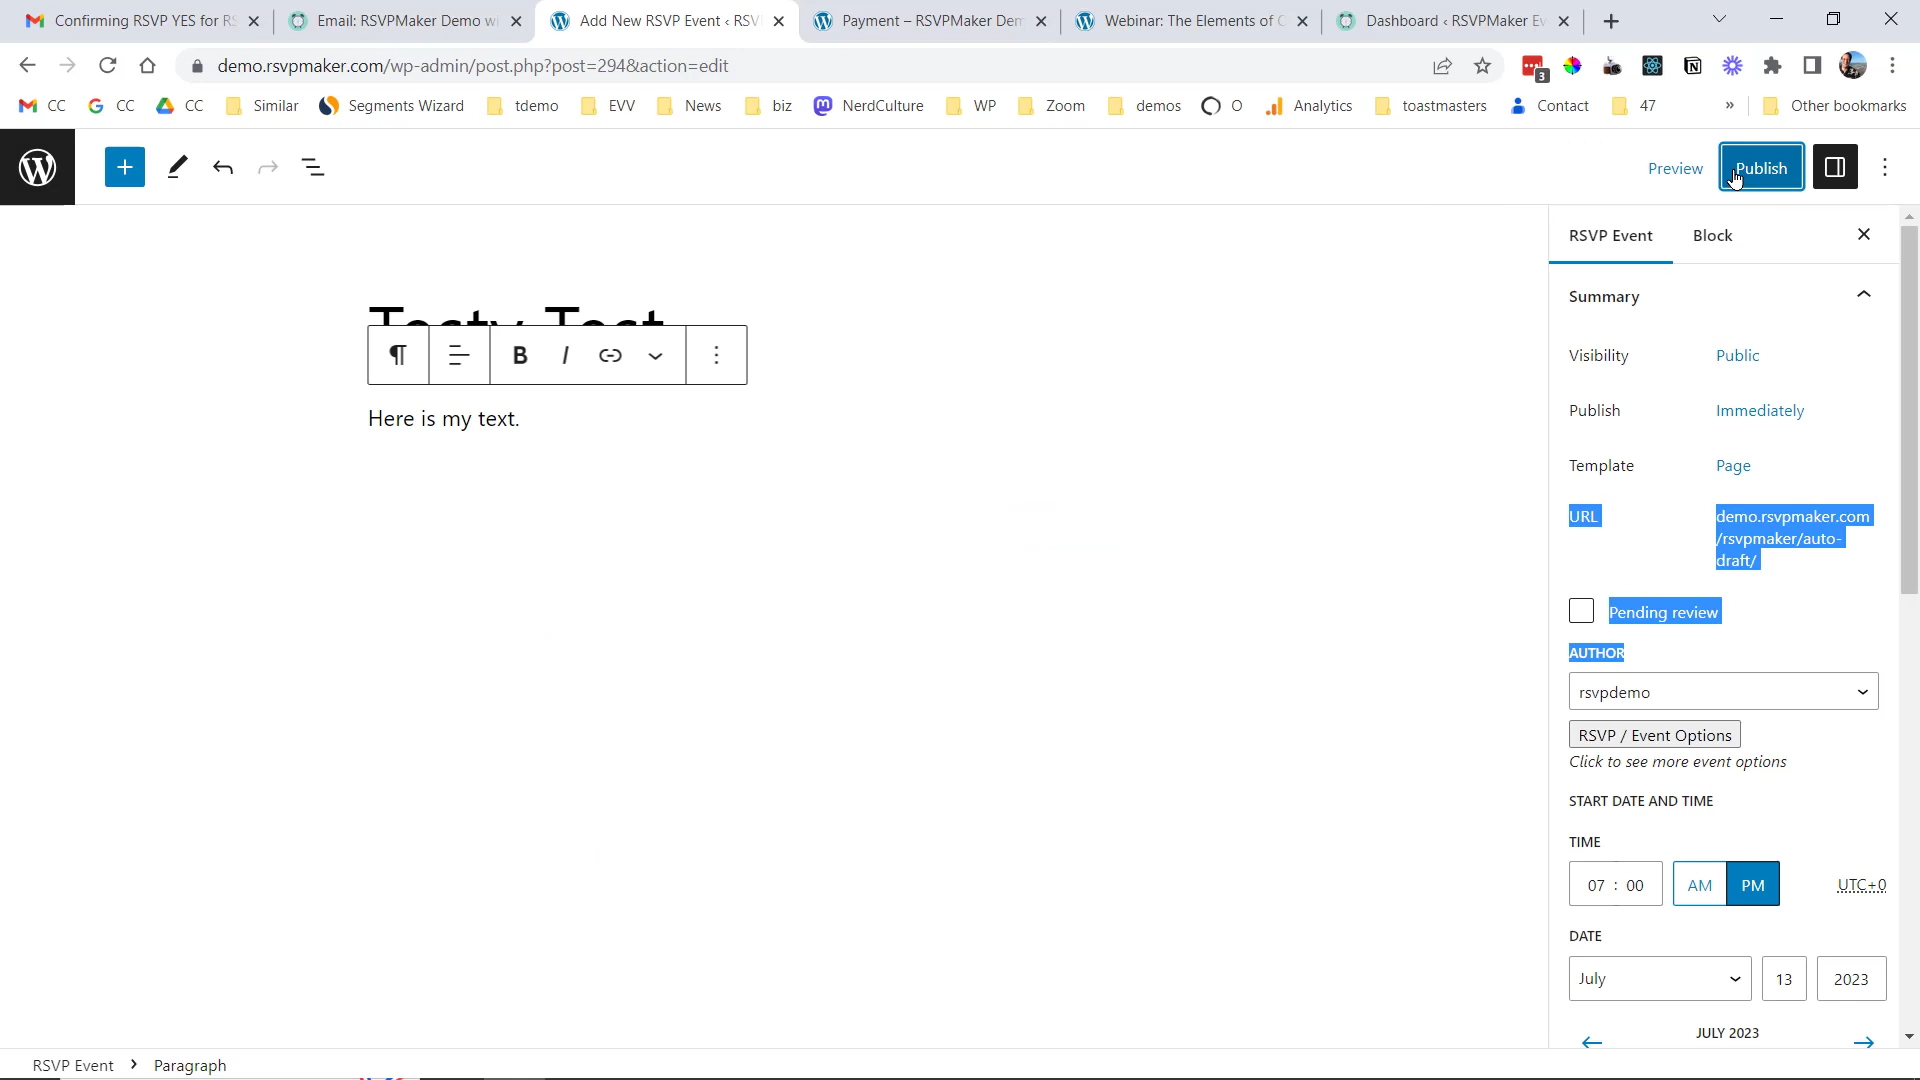 Confirming RSVP YES for RS
Email: RSVPMaker Demo wi
Add New RSVP Event ‹ RSV
Payment – RSVPMaker Dem
Webinar: The Elements of C
Dashboard ‹ RSVPMaker Ev
demo.rsvpmaker.com/wp-admin/post.php?post=294&action=edit
3
CC
CC
CC
Similar
Segments Wizard
tdemo
EVV
News
biz
NerdCulture
WP
Zoom
demos
O
Analytics
toastmasters
Contact
47
»
Other bookmarks
Preview
Publish
RSVP Event
Block
Summary
Testy Test
B I
Visibility
Public
Here is my text.
Publish
Immediately
Template
Page
URL
demo.rsvpmaker.com
/rsvpmaker/auto-
draft/
Pending review
AUTHOR
rsvpdemo
RSVP / Event Options
Click to see more event options
START DATE AND TIME
TIME
07 : 00
AM
PM
UTC+0
DATE
July
13
2023
JULY 2023
RSVP Event
Paragraph